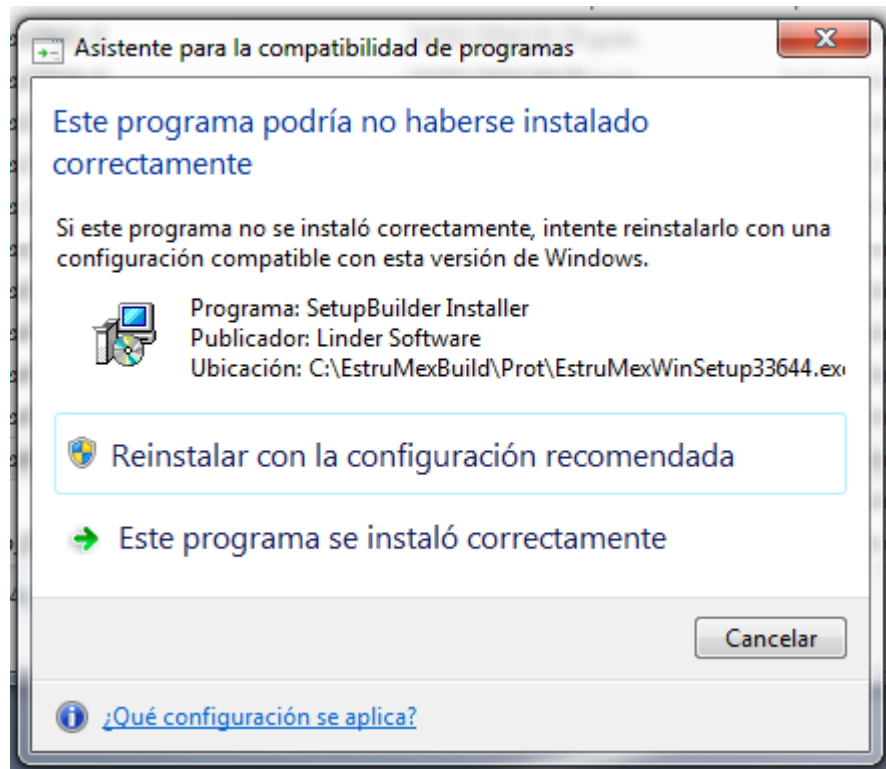 Asistente para la compatibilidad de programas
Este programa podría no haberse instalado
correctamente
Si este programa no se instaló correctamente, intente reinstalarlo con una
configuración compatible con esta versión de Windows.
Programa: SetupBuilder Installer
Publicador: Linder Software
Ubicación: C:\EstruMexBuild\Prot\EstruMexWinSetup33644.ex
Reinstalar con la configuración recomendada
Este programa se instaló correctamente
Cancelar
¿Qué configuración se aplica?